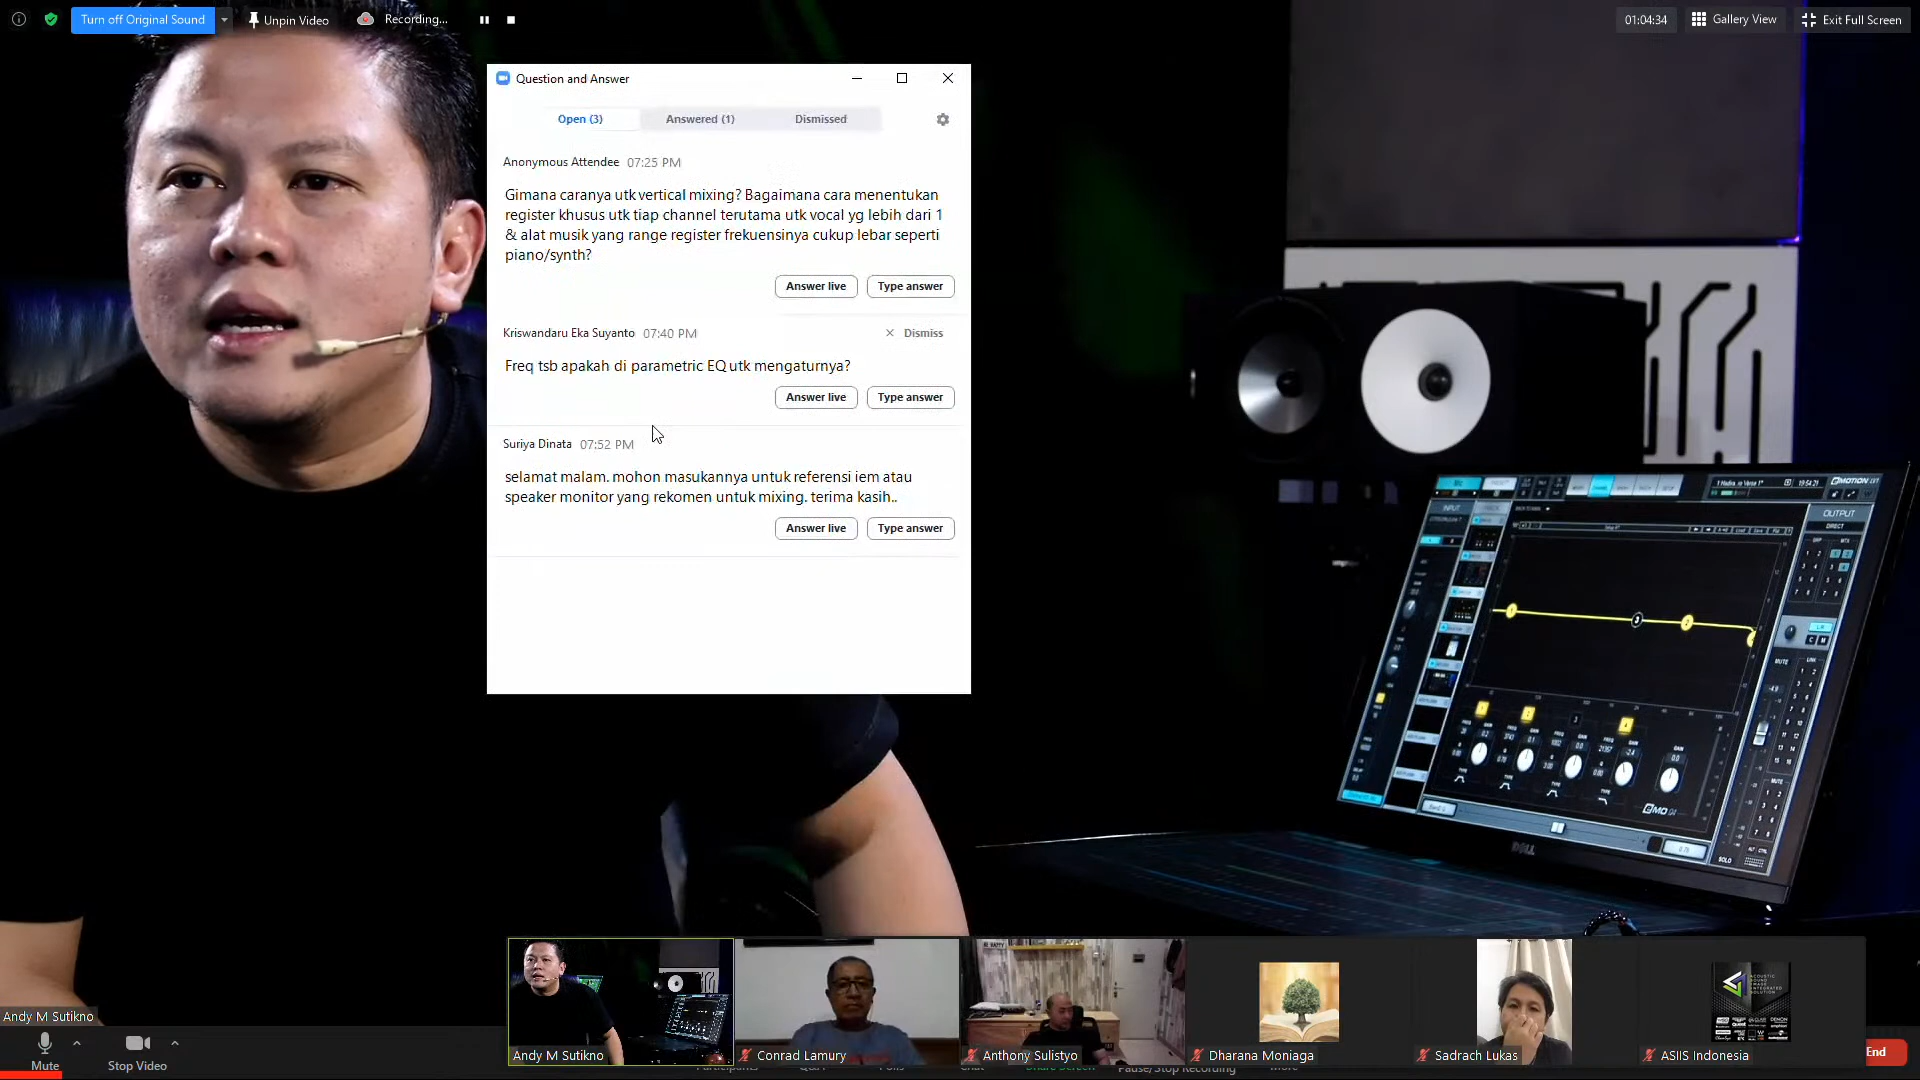 Turn off Original Sound
Unpin Video
Recording...
01:04:34
Gallery View
Exit Full Screen
Question and Answer
Open (3)
Answered (1)
Dismissed
Anonymous Attendee 07:25 PM
Gimana caranya utk vertical mixing? Bagaimana cara menentukan
register khusus utk tiap channel terutama utk vocal yg lebih dari 1
& alat musik yang range register frekuensinya cukup lebar seperti
piano/synth?
Answer live
Type answer
Kriswandaru Eka Suyanto 07:40 PM
Dismiss
Freq tsb apakah di parametric EQ utk mengaturnya?
Answer live
Type answer
Suriya Dinata 07:52 PM
selamat malam. mohon masukannya untuk referensi iem atau
speaker monitor yang rekomen untuk mixing. terima kasih..
Answer live
Type answer
INPUT
OUTPUT
DIRECT
MUTE
SOLO
DELL
Andy M Sutikno
Mute
Stop Video
Andy M Sutikno
Conrad Lamury
Anthony Sulistyo
Dharana Moniaga
Sadrach Lukas
ASIIS Indonesia
End